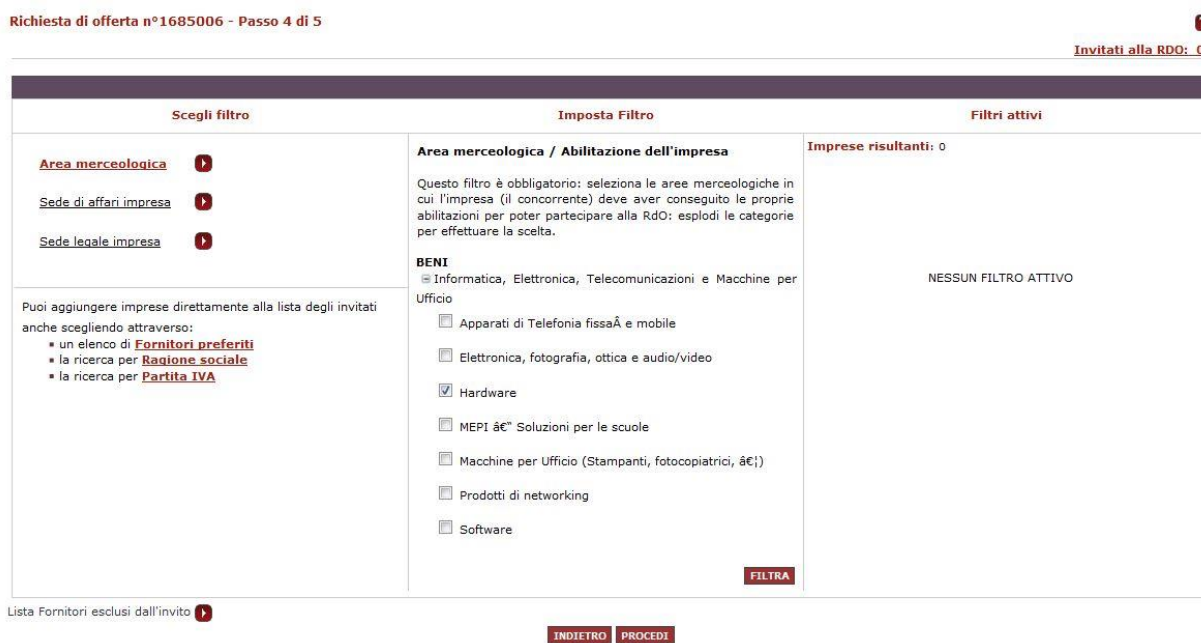 Richiesta di offerta n°1685006 - Passo 4 di 5
Invitati alla RDO: 0
Scegli filtro
Area merceologica
Sede di affari impresa
Sede legale impresa
Puoi aggiungere imprese direttamente alla lista degli invitati
anche scegliendo attraverso:
un elenco di Fornitori preferiti
la ricerca per Ragione sociale
la ricerca per Partita IVA
Imposta Filtro
Area merceologica / Abilitazione dell'impresa
Questo filtro è obbligatorio: seleziona le aree merceologiche in
cui l'impresa (il concorrente) deve aver conseguito le proprie
abilitazioni per poter partecipare alla RdO: esplodi le categorie
per effettuare la scelta.
BENI
Informatica, Elettronica, Telecomunicazioni e Macchine per
Ufficio
Apparati di Telefonia fissaÂ e mobile
Elettronica, fotografia, ottica e audio/video
Hardware
MEPI â€“ Soluzioni per le scuole
Macchine per Ufficio (Stampanti, fotocopiatrici, â€¦)
Prodotti di networking
Software
FILTRA
Filtri attivi
Imprese risultanti: 0
NESSUN FILTRO ATTIVO
Lista Fornitori esclusi dall'invito
INDIETRO PROCEDI